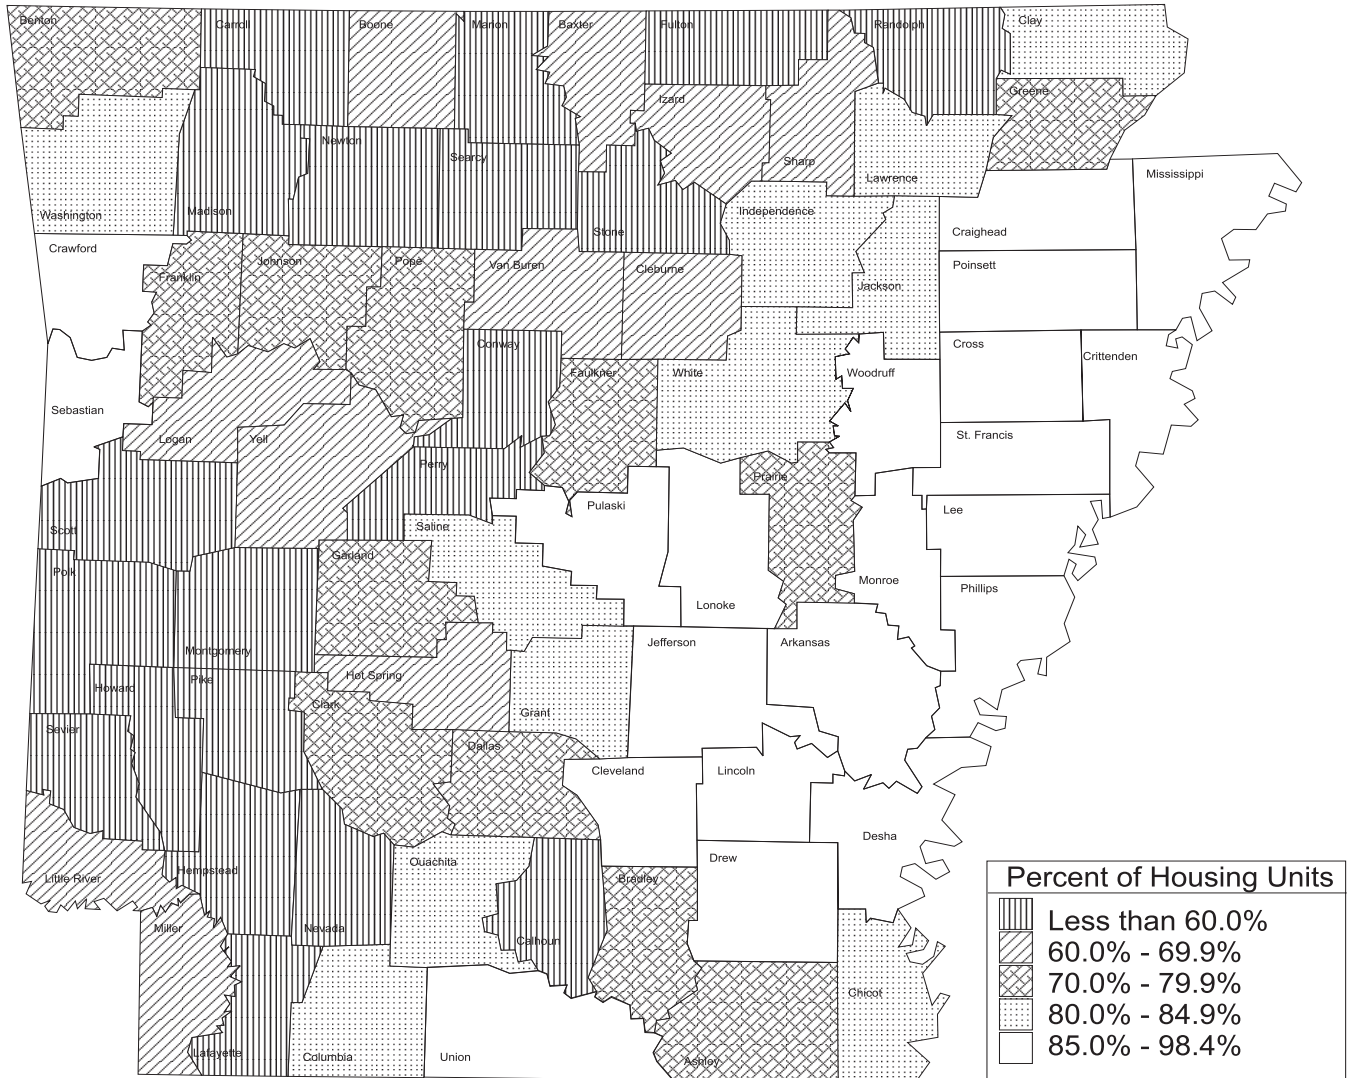 Benton
Carroll
Boone
Marion
Baxter
Fulton
Randolph
Clay
Greene
Izard
Sharp
Lawrence
Newton
Searcy
Mississippi
Washington
Madison
Stone
Independence
Craighead
Crawford
Franklin
Johnson
Pope
Van Buren
Cleburne
Jackson
Poinsett
Conway
Faulkner
White
Woodruff
Cross
Crittenden
Sebastian
Logan
Yell
Perry
St. Francis
Prairie
Scott
Saline
Pulaski
Lee
Polk
Garland
Lonoke
Monroe
Phillips
Montgomery
Jefferson
Arkansas
Howard
Pike
Hot Spring
Clark
Grant
Sevier
Dallas
Cleveland
Lincoln
Desha
Little River
Hempstead
Ouachita
Bradley
Drew
Miller
Nevada
Calhoun
Chicot
Lafayette
Columbia
Union
Ashley
Percent of Housing Units
Less than 60.0%
60.0% - 69.9%
70.0% - 79.9%
80.0% - 84.9%
85.0% - 98.4%